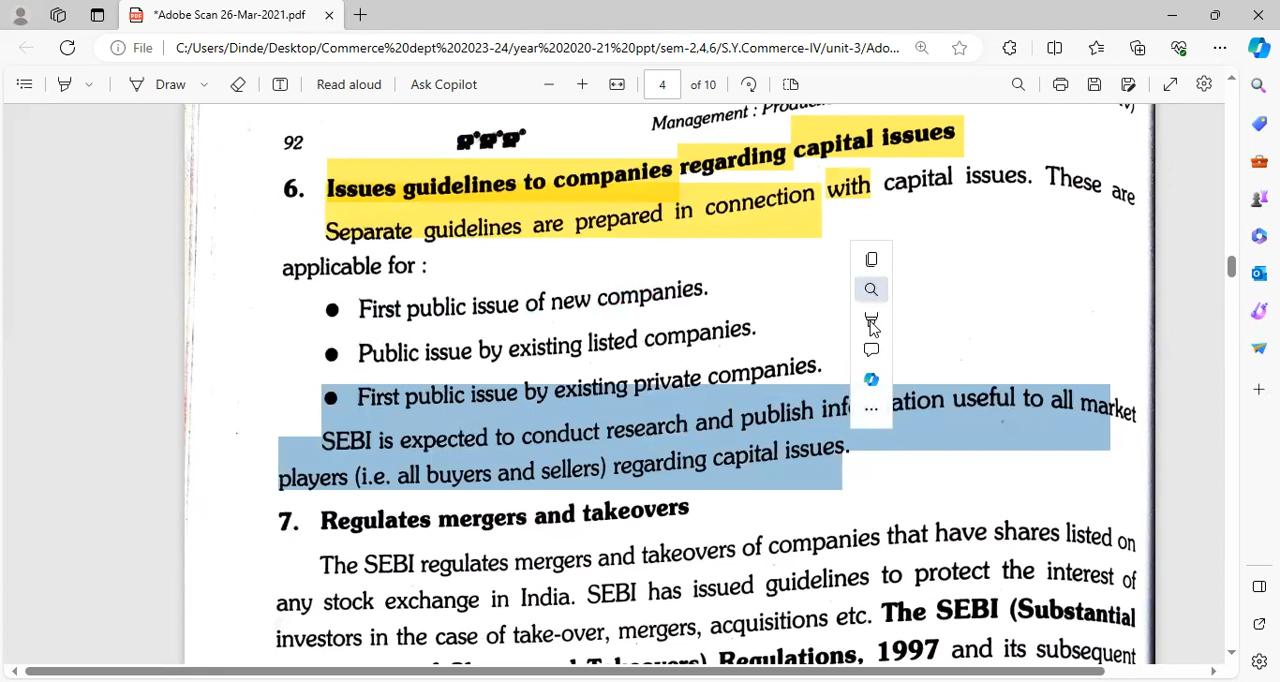 *Adobe Scan 26-Mar-2021.pdf
File C:/Users/Dinde/Desktop/Commerce%20dept%202023-24/year%202020-21%20ppt/sem-2,4,6/S.Y.Commerce-IV/unit-3/Ado...
Draw Read aloud Ask Copilot 4 of 10
92 Management :
6. Issues guidelines to companies regarding capital issues
Separate guidelines are prepared in connection with capital issues. These are
applicable for :
● First public issue of new companies.
● Public issue by existing listed companies.
● First public issue by existing private companies.
SEBI is expected to conduct research and publish inf ation useful to all market
players (i.e. all buyers and sellers) regarding capital issues.
7. Regulates mergers and takeovers
The SEBI regulates mergers and takeovers of companies that have shares listed on
any stock exchange in India. SEBI has issued guidelines to protect the interest of
investors in the case of take-over, mergers, acquisitions etc. The SEBI (Substantial
Regulations, 1997 and its subsequent